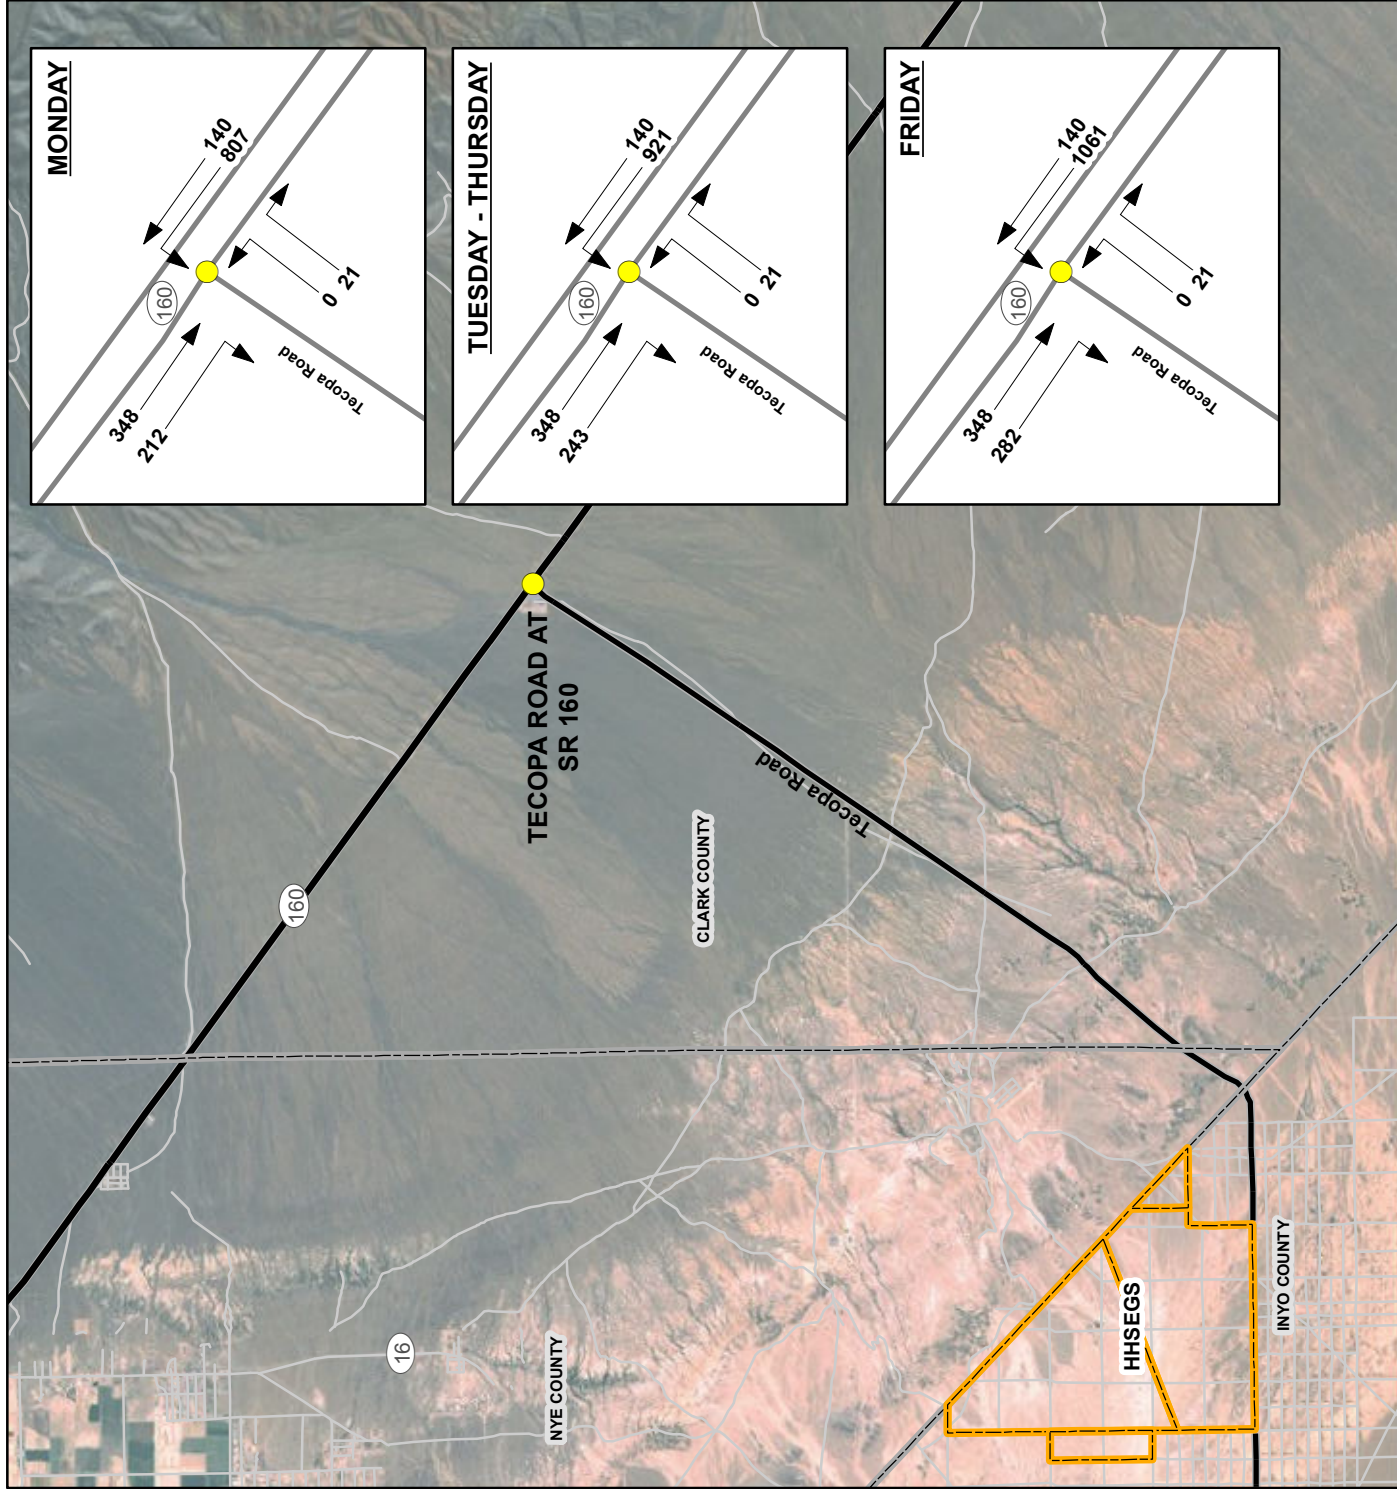 MONDAY
140
807
160
348
212
0 21
Tecopa Road
TUESDAY - THURSDAY
140
921
160
348
243
0 21
Tecopa Road
FRIDAY
140
1061
160
348
282
0 21
Tecopa Road
TECOPA ROAD AT
SR 160
160
Tecopa Road
CLARK COUNTY
16
NYE COUNTY
HHSEGS
INYO COUNTY